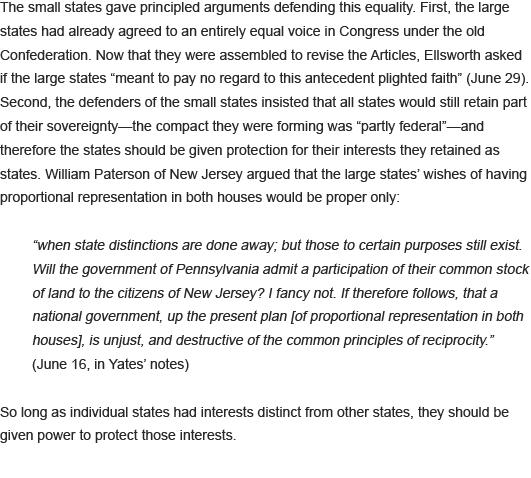 The small states gave principled arguments defending this equality. First, the large
states had already agreed to an entirely equal voice in Congress under the old
Confederation. Now that they were assembled to revise the Articles, Ellsworth asked
if the large states “meant to pay no regard to this antecedent plighted faith” (June 29).
Second, the defenders of the small states insisted that all states would still retain part
of their sovereignty—the compact they were forming was “partly federal”—and
therefore the states should be given protection for their interests they retained as
states. William Paterson of New Jersey argued that the large states’ wishes of having
proportional representation in both houses would be proper only:
“when state distinctions are done away; but those to certain purposes still exist.
Will the government of Pennsylvania admit a participation of their common stock
of land to the citizens of New Jersey? I fancy not. If therefore follows, that a
national government, up the present plan [of proportional representation in both
houses], is unjust, and destructive of the common principles of reciprocity.”
(June 16, in Yates’ notes)
So long as individual states had interests distinct from other states, they should be
given power to protect those interests.